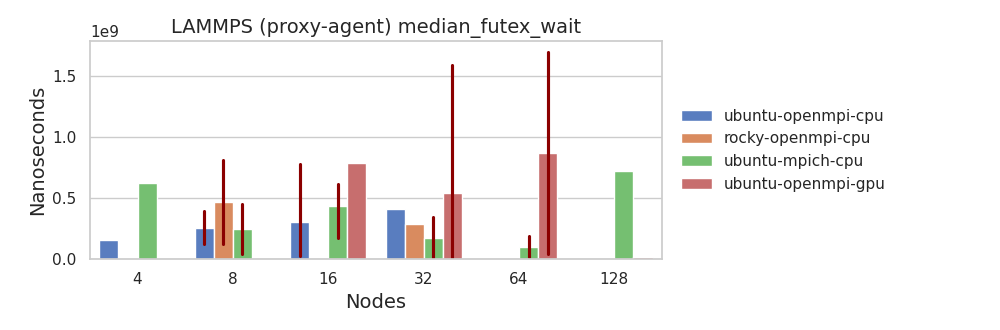 LAMMPS (proxy-agent) median_futex_wait
1e9
Nanoseconds
1.5
1.0
0.5
0.0
4 8 16 32 64 128
Nodes
ubuntu-openmpi-cpu
rocky-openmpi-cpu
ubuntu-mpich-cpu
ubuntu-openmpi-gpu